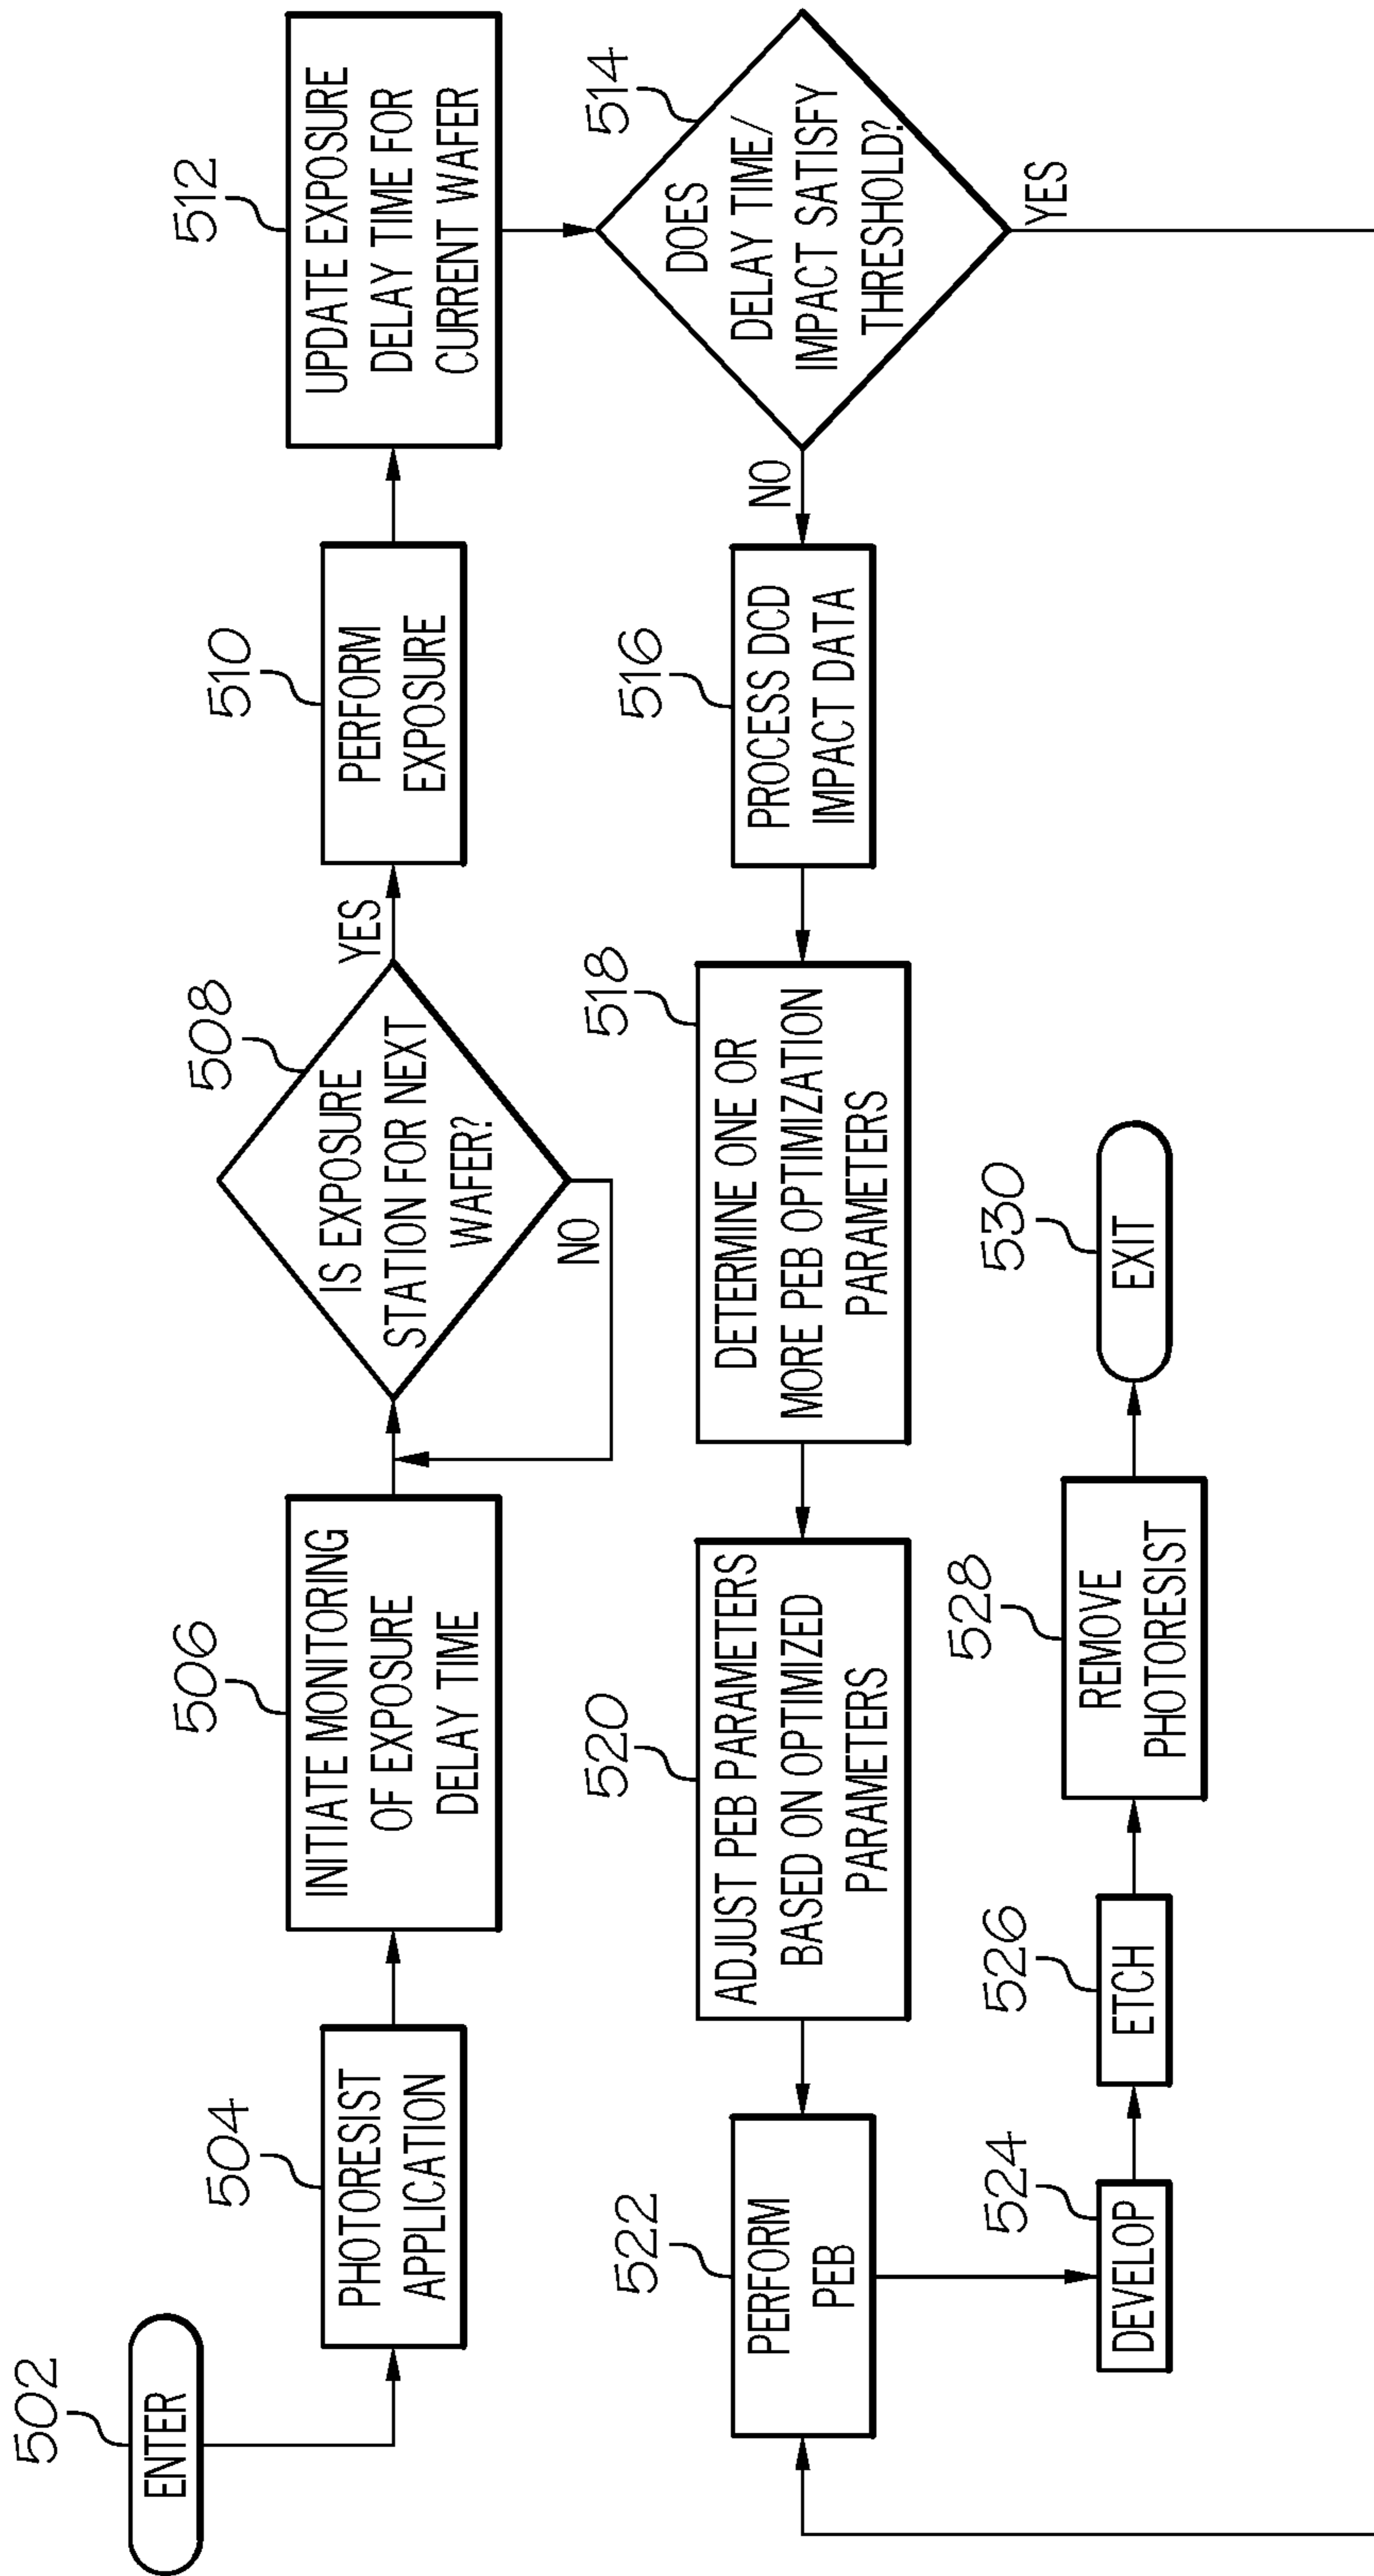 502
ENTER
504
PHOTORESIST
APPLICATION
506
INITIATE MONITORING
OF EXPOSURE
DELAY TIME
508
IS EXPOSURE
STATION FOR NEXT
WAFER?
NO
YES
510
PERFORM
EXPOSURE
512
UPDATE EXPOSURE
DELAY TIME FOR
CURRENT WAFER
514
DOES
DELAY TIME/
IMPACT SATISFY
THRESHOLD?
YES
NO
516
PROCESS DCD
IMPACT DATA
518
DETERMINE ONE OR
MORE PEB OPTIMIZATION
PARAMETERS
520
ADJUST PEB PARAMETERS
BASED ON OPTIMIZED
PARAMETERS
522
PERFORM
PEB
524
DEVELOP
526
ETCH
528
REMOVE
PHOTORESIST
530
EXIT